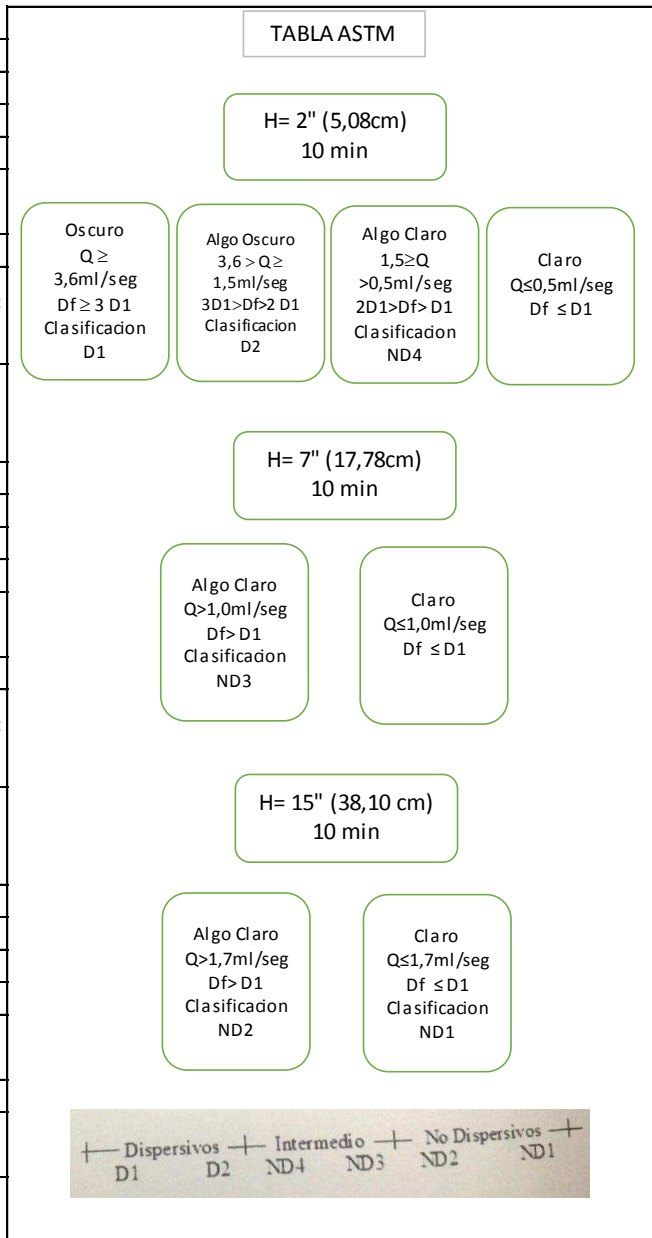 TABLA ASTM
H= 2" (5,08cm)
10 min
Oscuro
Q ≥
3,6ml/seg
Df ≥ 3 D1
Clasificacion
D1
Algo Oscuro
3,6 > Q ≥
1,5ml/seg
3D1>Df>2 D1
Clasificacion
D2
Algo Claro
1,5≥Q
>0,5ml/seg
2D1>Df> D1
Clasificacion
ND4
Claro
Q≤0,5ml/seg
Df ≤ D1
H= 7" (17,78cm)
10 min
Algo Claro
Q>1,0ml/seg
Df> D1
Clasificacion
ND3
Claro
Q≤1,0ml/seg
Df ≤ D1
H= 15" (38,10 cm)
10 min
Algo Claro
Q>1,7ml/seg
Df> D1
Clasificacion
ND2
Claro
Q≤1,7ml/seg
Df ≤ D1
Clasificacion
ND1
Dispersivos Intermedio No Dispersivos
D1 D2 ND4 ND3 ND2 ND1